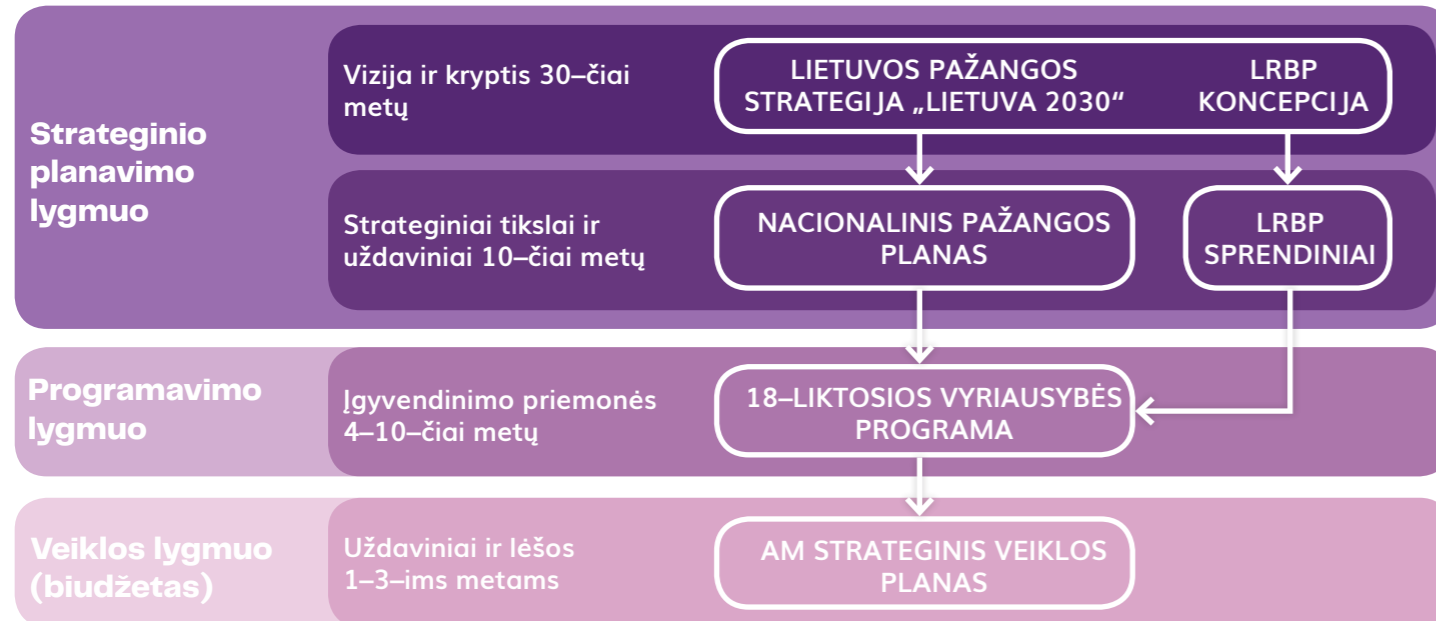 Strateginio
planavimo
lygmuo
Vizija ir kryptis 30–čiai
metų
LIETUVOS PAŽANGOS
STRATEGIJA „LIETUVA 2030“
LRBP
KONCEPCIJA
Strateginiai tikslai ir
uždaviniai 10–čiai metų
NACIONALINIS PAŽANGOS
PLANAS
LRBP
SPRENDINIAI
Programavimo
lygmuo
Įgyvendinimo priemonės
4–10–čiai metų
18–LIKTOSIOS VYRIAUSYBĖS
PROGRAMA
Veiklos lygmuo
(biudžetas)
Uždaviniai ir lėšos
1–3–ims metams
AM STRATEGINIS VEIKLOS
PLANAS